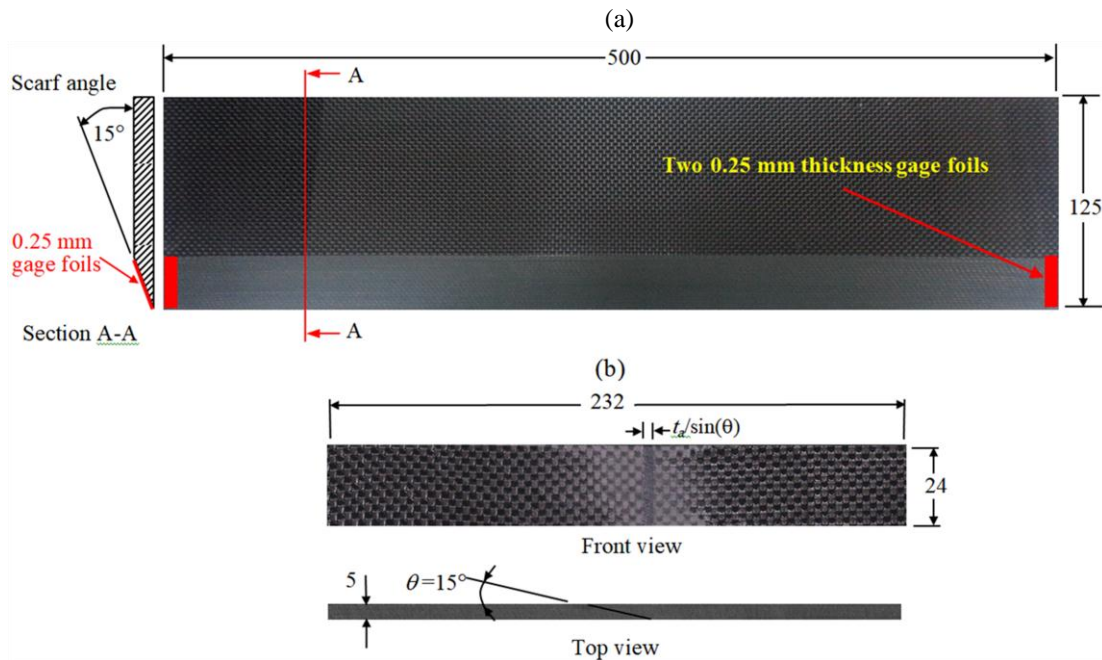 (a)
500
A
Scarf angle
15°
Two 0.25 mm thickness gage foils
125
0.25 mm
gage foils
A
Section A-A
(b)
232
tₐ/sin(θ)
24
Front view
5
θ=15°
Top view